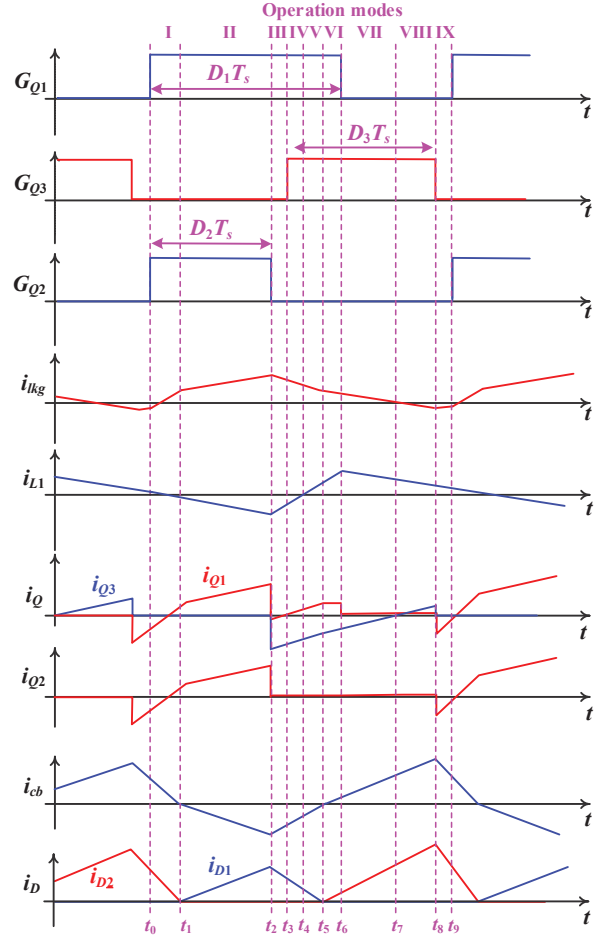 Operation modes
I II III IV V VI VII VIII IX
G_Q1
D_1T_s
t
G_Q3
D_3T_s
t
D_2T_s
G_Q2
t
i_lkg
t
i_L1
t
i_Q3 i_Q1
i_Q
t
i_Q2
t
i_cb
t
i_D2 i_D1
i_D
t
t_0 t_1 t_2 t_3 t_4 t_5 t_6 t_7 t_8 t_9